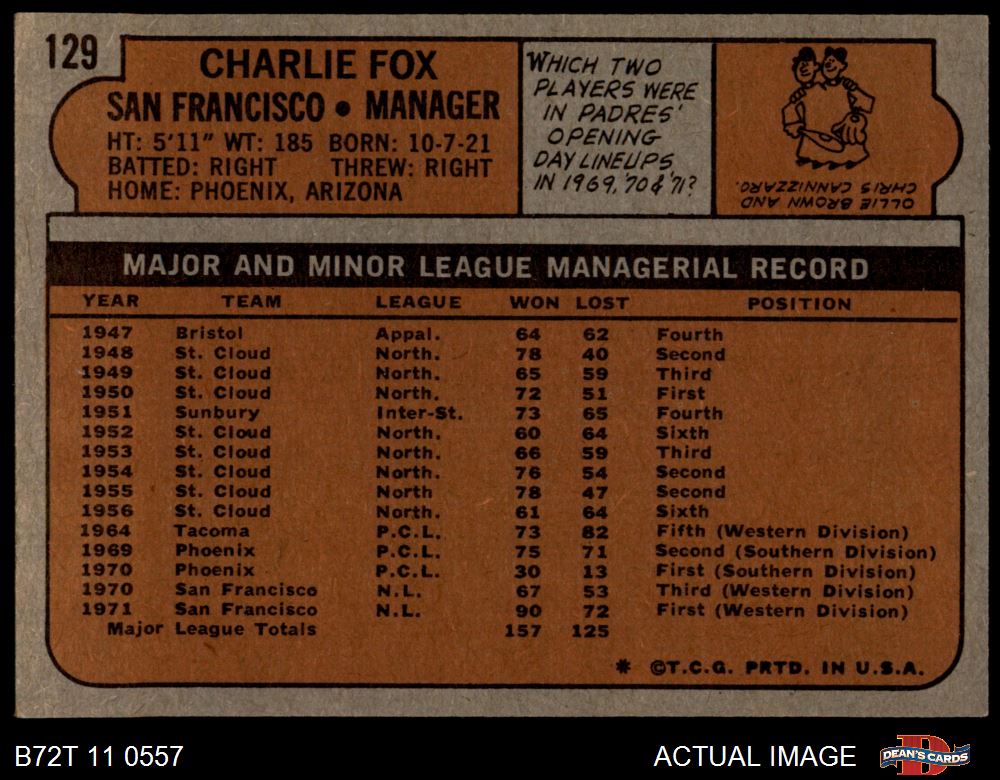 129
CHARLIE FOX
SAN FRANCISCO • MANAGER
HT: 5'11" WT: 185 BORN: 10-7-21
BATTED: RIGHT THREW: RIGHT
HOME: PHOENIX, ARIZONA
WHICH TWO
PLAYERS WERE
IN PADRES'
OPENING
DAY LINEUPS
IN 1969, '70 & '71?
OLLIE BROWN AND
CHRIS CANNIZZARO.
MAJOR AND MINOR LEAGUE MANAGERIAL RECORD
YEAR TEAM LEAGUE WON LOST POSITION
1947 Bristol Appal. 64 62 Fourth
1948 St. Cloud North. 78 40 Second
1949 St. Cloud North. 65 59 Third
1950 St. Cloud North. 72 51 First
1951 Sunbury Inter-St. 73 65 Fourth
1952 St. Cloud North. 60 64 Sixth
1953 St. Cloud North. 66 59 Third
1954 St. Cloud North. 76 54 Second
1955 St. Cloud North 78 47 Second
1956 St. Cloud North. 61 64 Sixth
1964 Tacoma P.C.L. 73 82 Fifth (Western Division)
1969 Phoenix P.C.L. 75 71 Second (Southern Division)
1970 Phoenix P.C.L. 30 13 First (Southern Division)
1970 San Francisco N.L. 67 53 Third (Western Division)
1971 San Francisco N.L. 90 72 First (Western Division)
Major League Totals 157 125
* ©T.C.G. PRTD. IN U.S.A.
B72T 11 0557 ACTUAL IMAGE D DEAN'S CARDS